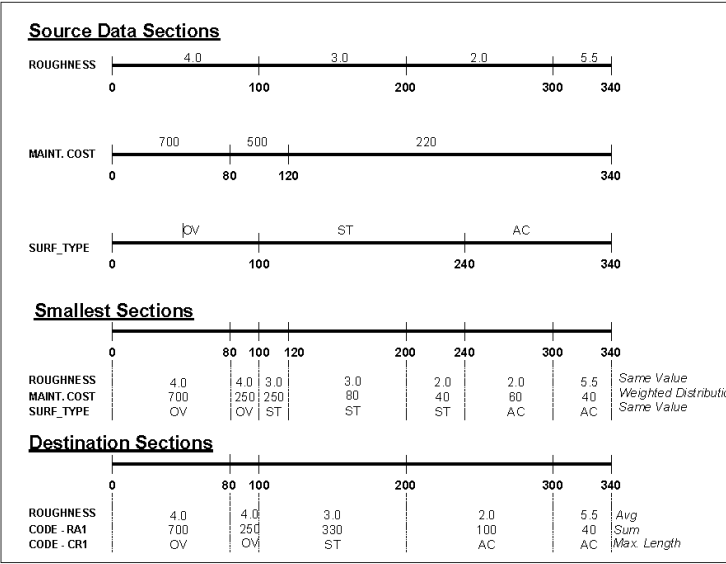 Source Data Sections
ROUGHNESS 4.0 3.0 2.0 5.5
0 100 200 300 340
MAINT. COST 700 500 220
0 80 120 340
SURF_TYPE OV ST AC
0 100 240 340
Smallest Sections
0 80 100 120 200 240 300 340
ROUGHNESS 4.0 4.0 3.0 3.0 2.0 2.0 5.5 Same Value
MAINT. COST 700 250 250 80 40 60 40 Weighted Distributio
SURF_TYPE OV OV ST ST ST AC AC Same Value
Destination Sections
0 80 100 200 300 340
ROUGHNESS 4.0 4.0 3.0 2.0 5.5 Avg
CODE - RA1 700 250 330 100 40 Sum
CODE - CR1 OV OV ST AC AC Max. Length